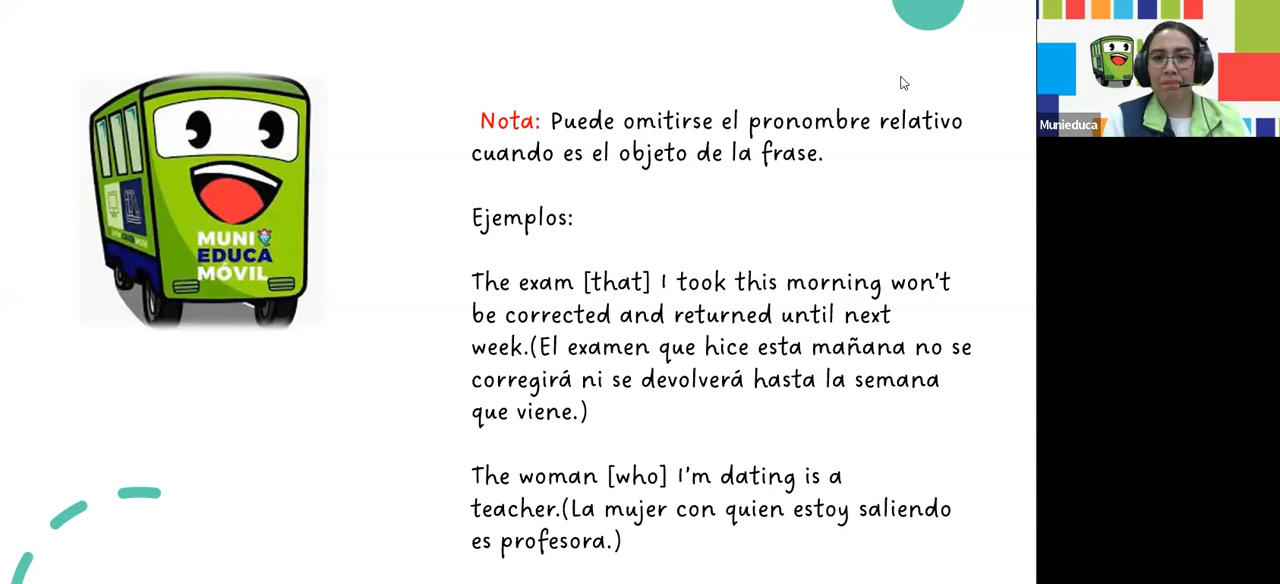 Nota: Puede omitirse el pronombre relativo
cuando es el objeto de la frase.
Ejemplos:
The exam [that] I took this morning won't
be corrected and returned until next
week.(El examen que hice esta mañana no se
corregirá ni se devolverá hasta la semana
que viene.)
The woman [who] I'm dating is a
teacher.(La mujer con quien estoy saliendo
es profesora.)
MUNI
EDUCA
MÓVIL
Munieduca